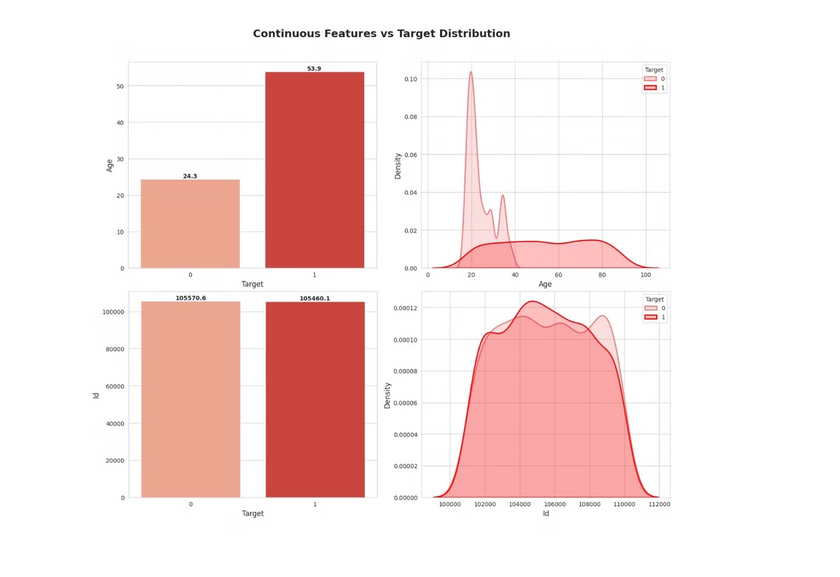 Continuous Features vs Target Distribution
53.9
24.3
50
40
30
20
10
0
Age
0 1
Target
Target
0
1
0.10
0.08
0.06
0.04
0.02
0.00
Density
0 20 40 60 80 100
Age
105570.6 105460.1
100000
80000
60000
40000
20000
0
Id
0 1
Target
Target
0
1
0.00012
0.00010
0.00008
0.00006
0.00004
0.00002
0.00000
Density
100000 102000 104000 106000 108000 110000 112000
Id